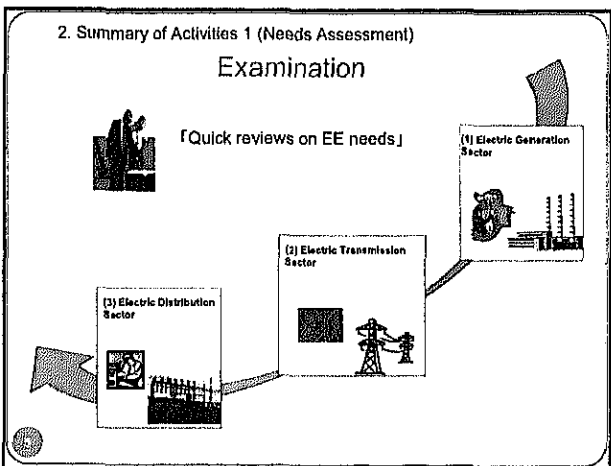 2. Summary of Activities 1 (Needs Assessment)
Examination
「Quick reviews on EE needs」
(1) Electric Generation
Sector
(2) Electric Transmission
Sector
(3) Electric Distribution
Sector